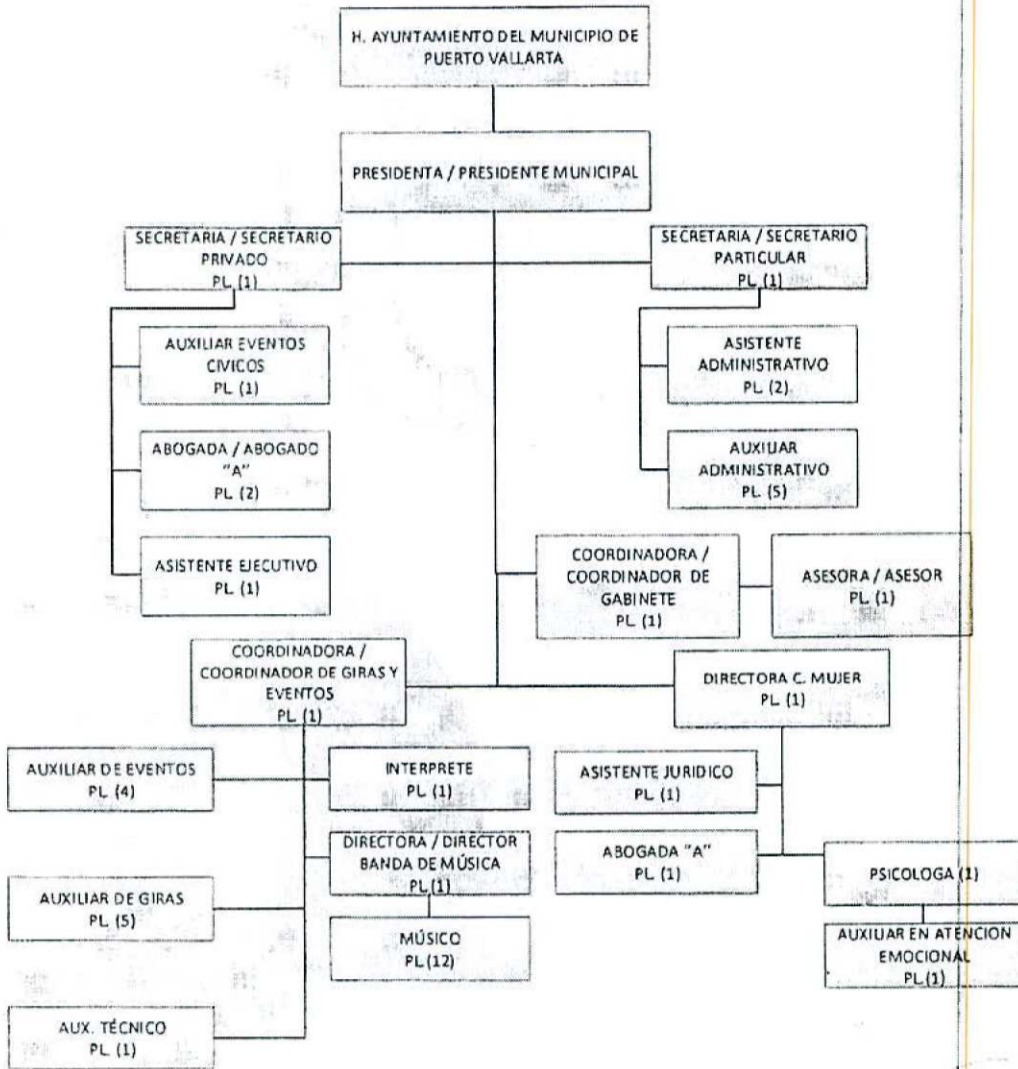 H. AYUNTAMIENTO DEL MUNICIPIO DE
PUERTO VALLARTA
PRESIDENTA / PRESIDENTE MUNICIPAL
SECRETARIA / SECRETARIO
PRIVADO
PL. (1)
SECRETARIA / SECRETARIO
PARTICULAR
PL. (1)
AUXILIAR EVENTOS
CIVICOS
PL. (1)
ABOGADA / ABOGADO
"A"
PL. (2)
ASISTENTE EJECUTIVO
PL. (1)
ASISTENTE
ADMINISTRATIVO
PL. (2)
AUXILIAR
ADMINISTRATIVO
PL. (5)
COORDINADORA /
COORDINADOR DE
GABINETE
PL. (1)
ASESORA / ASESOR
PL. (1)
COORDINADORA /
COORDINADOR DE GIRAS Y
EVENTOS
PL. (1)
DIRECTORA C. MUJER
PL. (1)
AUXILIAR DE EVENTOS
PL. (4)
INTERPRETE
PL. (1)
DIRECTORA / DIRECTOR
BANDA DE MÚSICA
PL. (1)
AUXILIAR DE GIRAS
PL. (5)
MÚSICO
PL. (12)
AUX. TÉCNICO
PL. (1)
ASISTENTE JURIDICO
PL. (1)
ABOGADA "A"
PL. (1)
PSICOLOGA (1)
AUXILIAR EN ATENCION
EMOCIONAL
PL. (1)